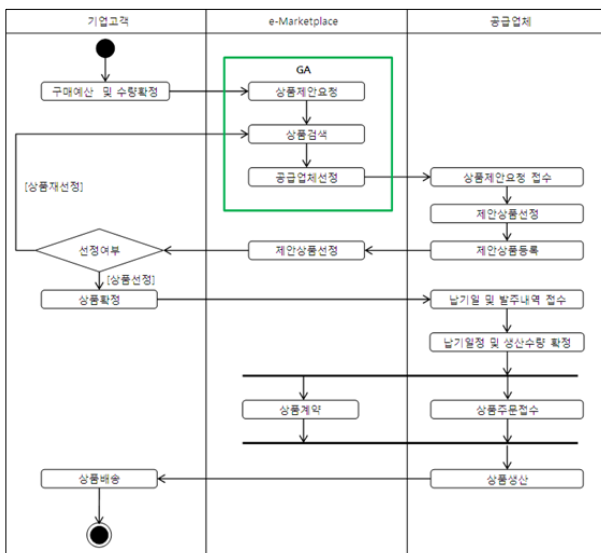 기업고객
e-Marketplace
공급업체
GA
구매예산 및 수량확정
상품제안요청
상품검색
공급업체선정
[상품재선정]
상품제안요청 접수
제안상품선정
선정여부
제안상품선정
제안상품등록
[상품선정]
상품확정
납기일 및 발주내역 접수
납기일정 및 생산수량 확정
상품계약
상품주문접수
상품배송
상품생산